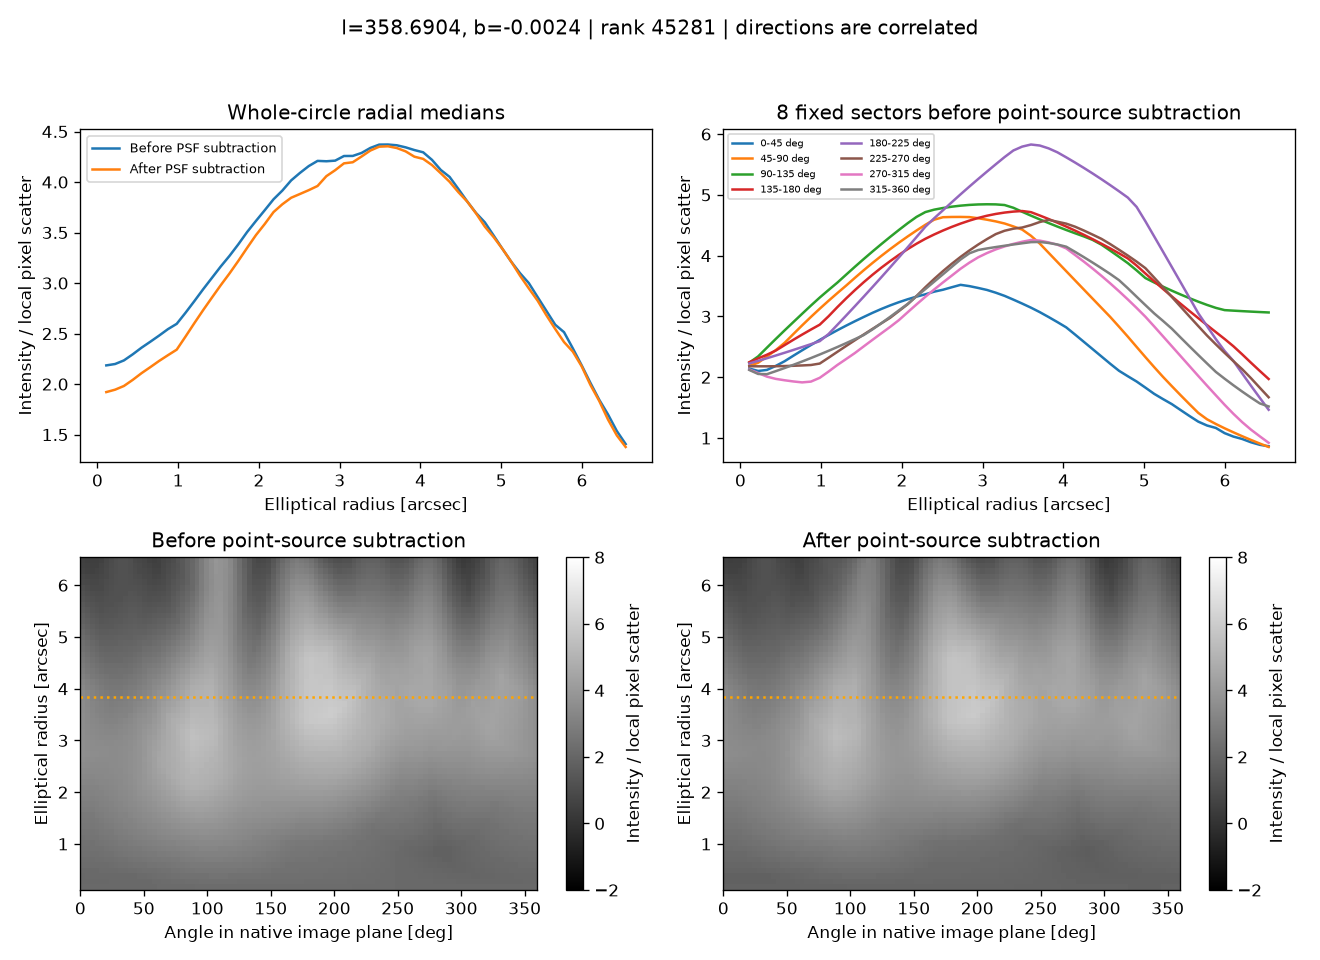 l=358.6904, b=-0.0024 | rank 45281 | directions are correlated
Whole-circle radial medians
Before PSF subtraction
After PSF subtraction
4.5
4.0
3.5
3.0
2.5
2.0
1.5
Intensity / local pixel scatter
0 1 2 3 4 5 6
Elliptical radius [arcsec]
8 fixed sectors before point-source subtraction
0-45 deg
45-90 deg
90-135 deg
135-180 deg
180-225 deg
225-270 deg
270-315 deg
315-360 deg
6
5
4
3
2
1
Intensity / local pixel scatter
0 1 2 3 4 5 6
Elliptical radius [arcsec]
Before point-source subtraction
6
5
4
3
2
1
Elliptical radius [arcsec]
0 50 100 150 200 250 300 350
Angle in native image plane [deg]
8
6
4
2
0
−2
Intensity / local pixel scatter
After point-source subtraction
6
5
4
3
2
1
Elliptical radius [arcsec]
0 50 100 150 200 250 300 350
Angle in native image plane [deg]
8
6
4
2
0
−2
Intensity / local pixel scatter